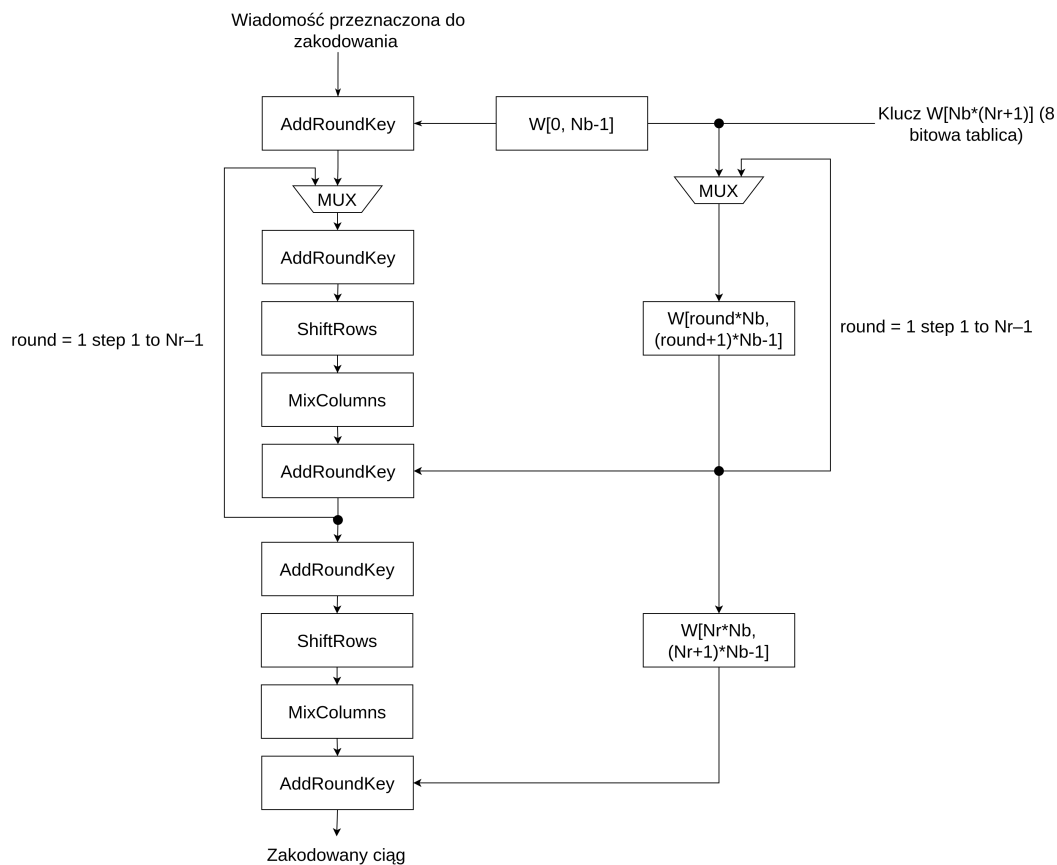 Wiadomość przeznaczona do
zakodowania
AddRoundKey
W[0, Nb-1]
Klucz W[Nb*(Nr+1)] (8
bitowa tablica)
MUX
MUX
AddRoundKey
ShiftRows
W[round*Nb,
(round+1)*Nb-1]
round = 1 step 1 to Nr–1
round = 1 step 1 to Nr–1
MixColumns
AddRoundKey
AddRoundKey
ShiftRows
W[Nr*Nb,
(Nr+1)*Nb-1]
MixColumns
AddRoundKey
Zakodowany ciąg